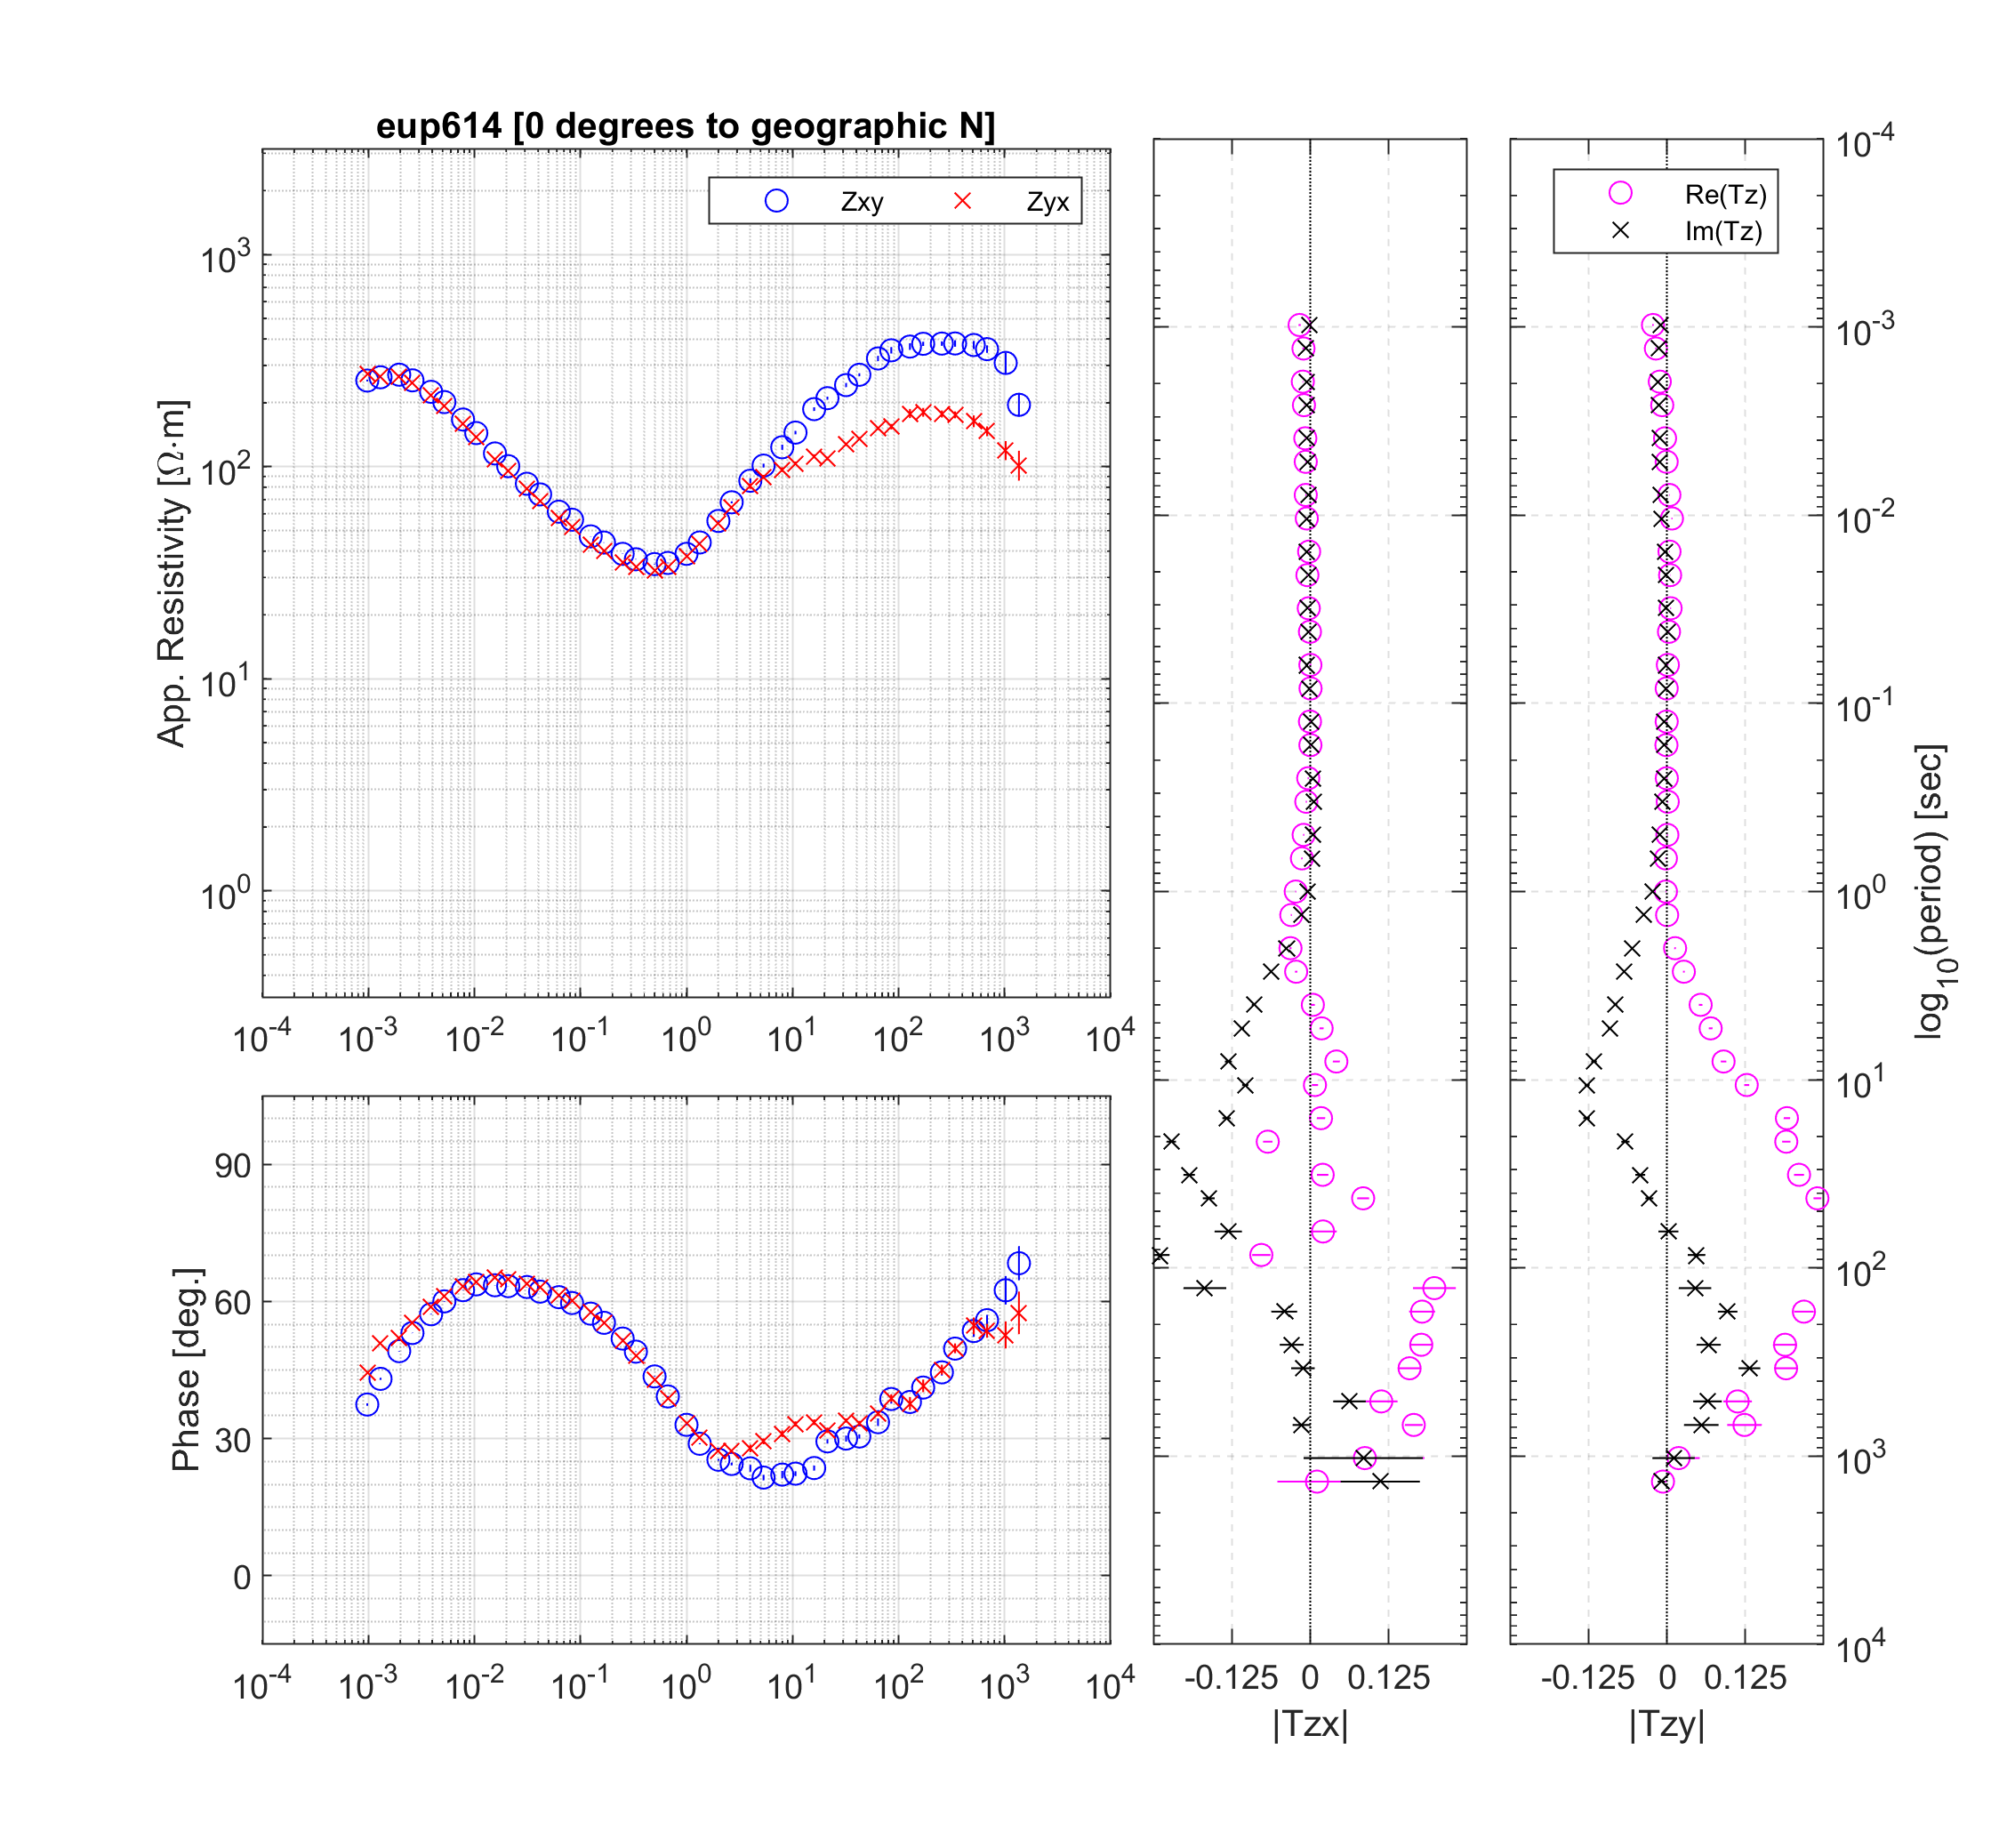 eup614 [0 degrees to geographic N]
Zxy Zyx
App. Resistivity [Ω·m]
10^3
10^2
10^1
10^0
10^-4 10^-3 10^-2 10^-1 10^0 10^1 10^2 10^3 10^4
Phase [deg.]
90
60
30
0
10^-4 10^-3 10^-2 10^-1 10^0 10^1 10^2 10^3 10^4
-0.125 0 0.125
|Tzx|
Re(Tz)
Im(Tz)
-0.125 0 0.125
|Tzy|
10^-4
10^-3
10^-2
10^-1
10^0
10^1
10^2
10^3
10^4
log_10(period) [sec]